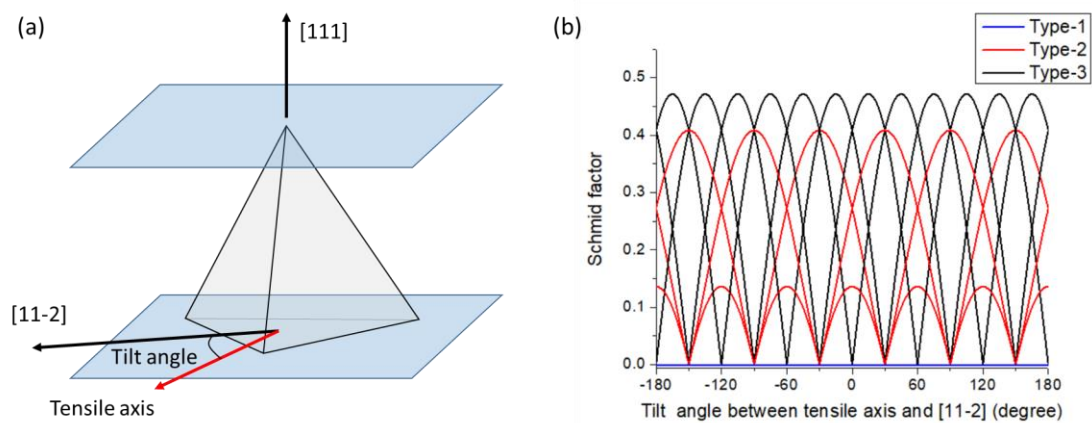 (a)
[111]
[11-2]
Tilt angle
Tensile axis
(b)
Type-1
Type-2
Type-3
0.5
0.4
0.3
0.2
0.1
0.0
Schmid factor
-180 -120 -60 0 60 120 180
Tilt angle between tensile axis and [11-2] (degree)